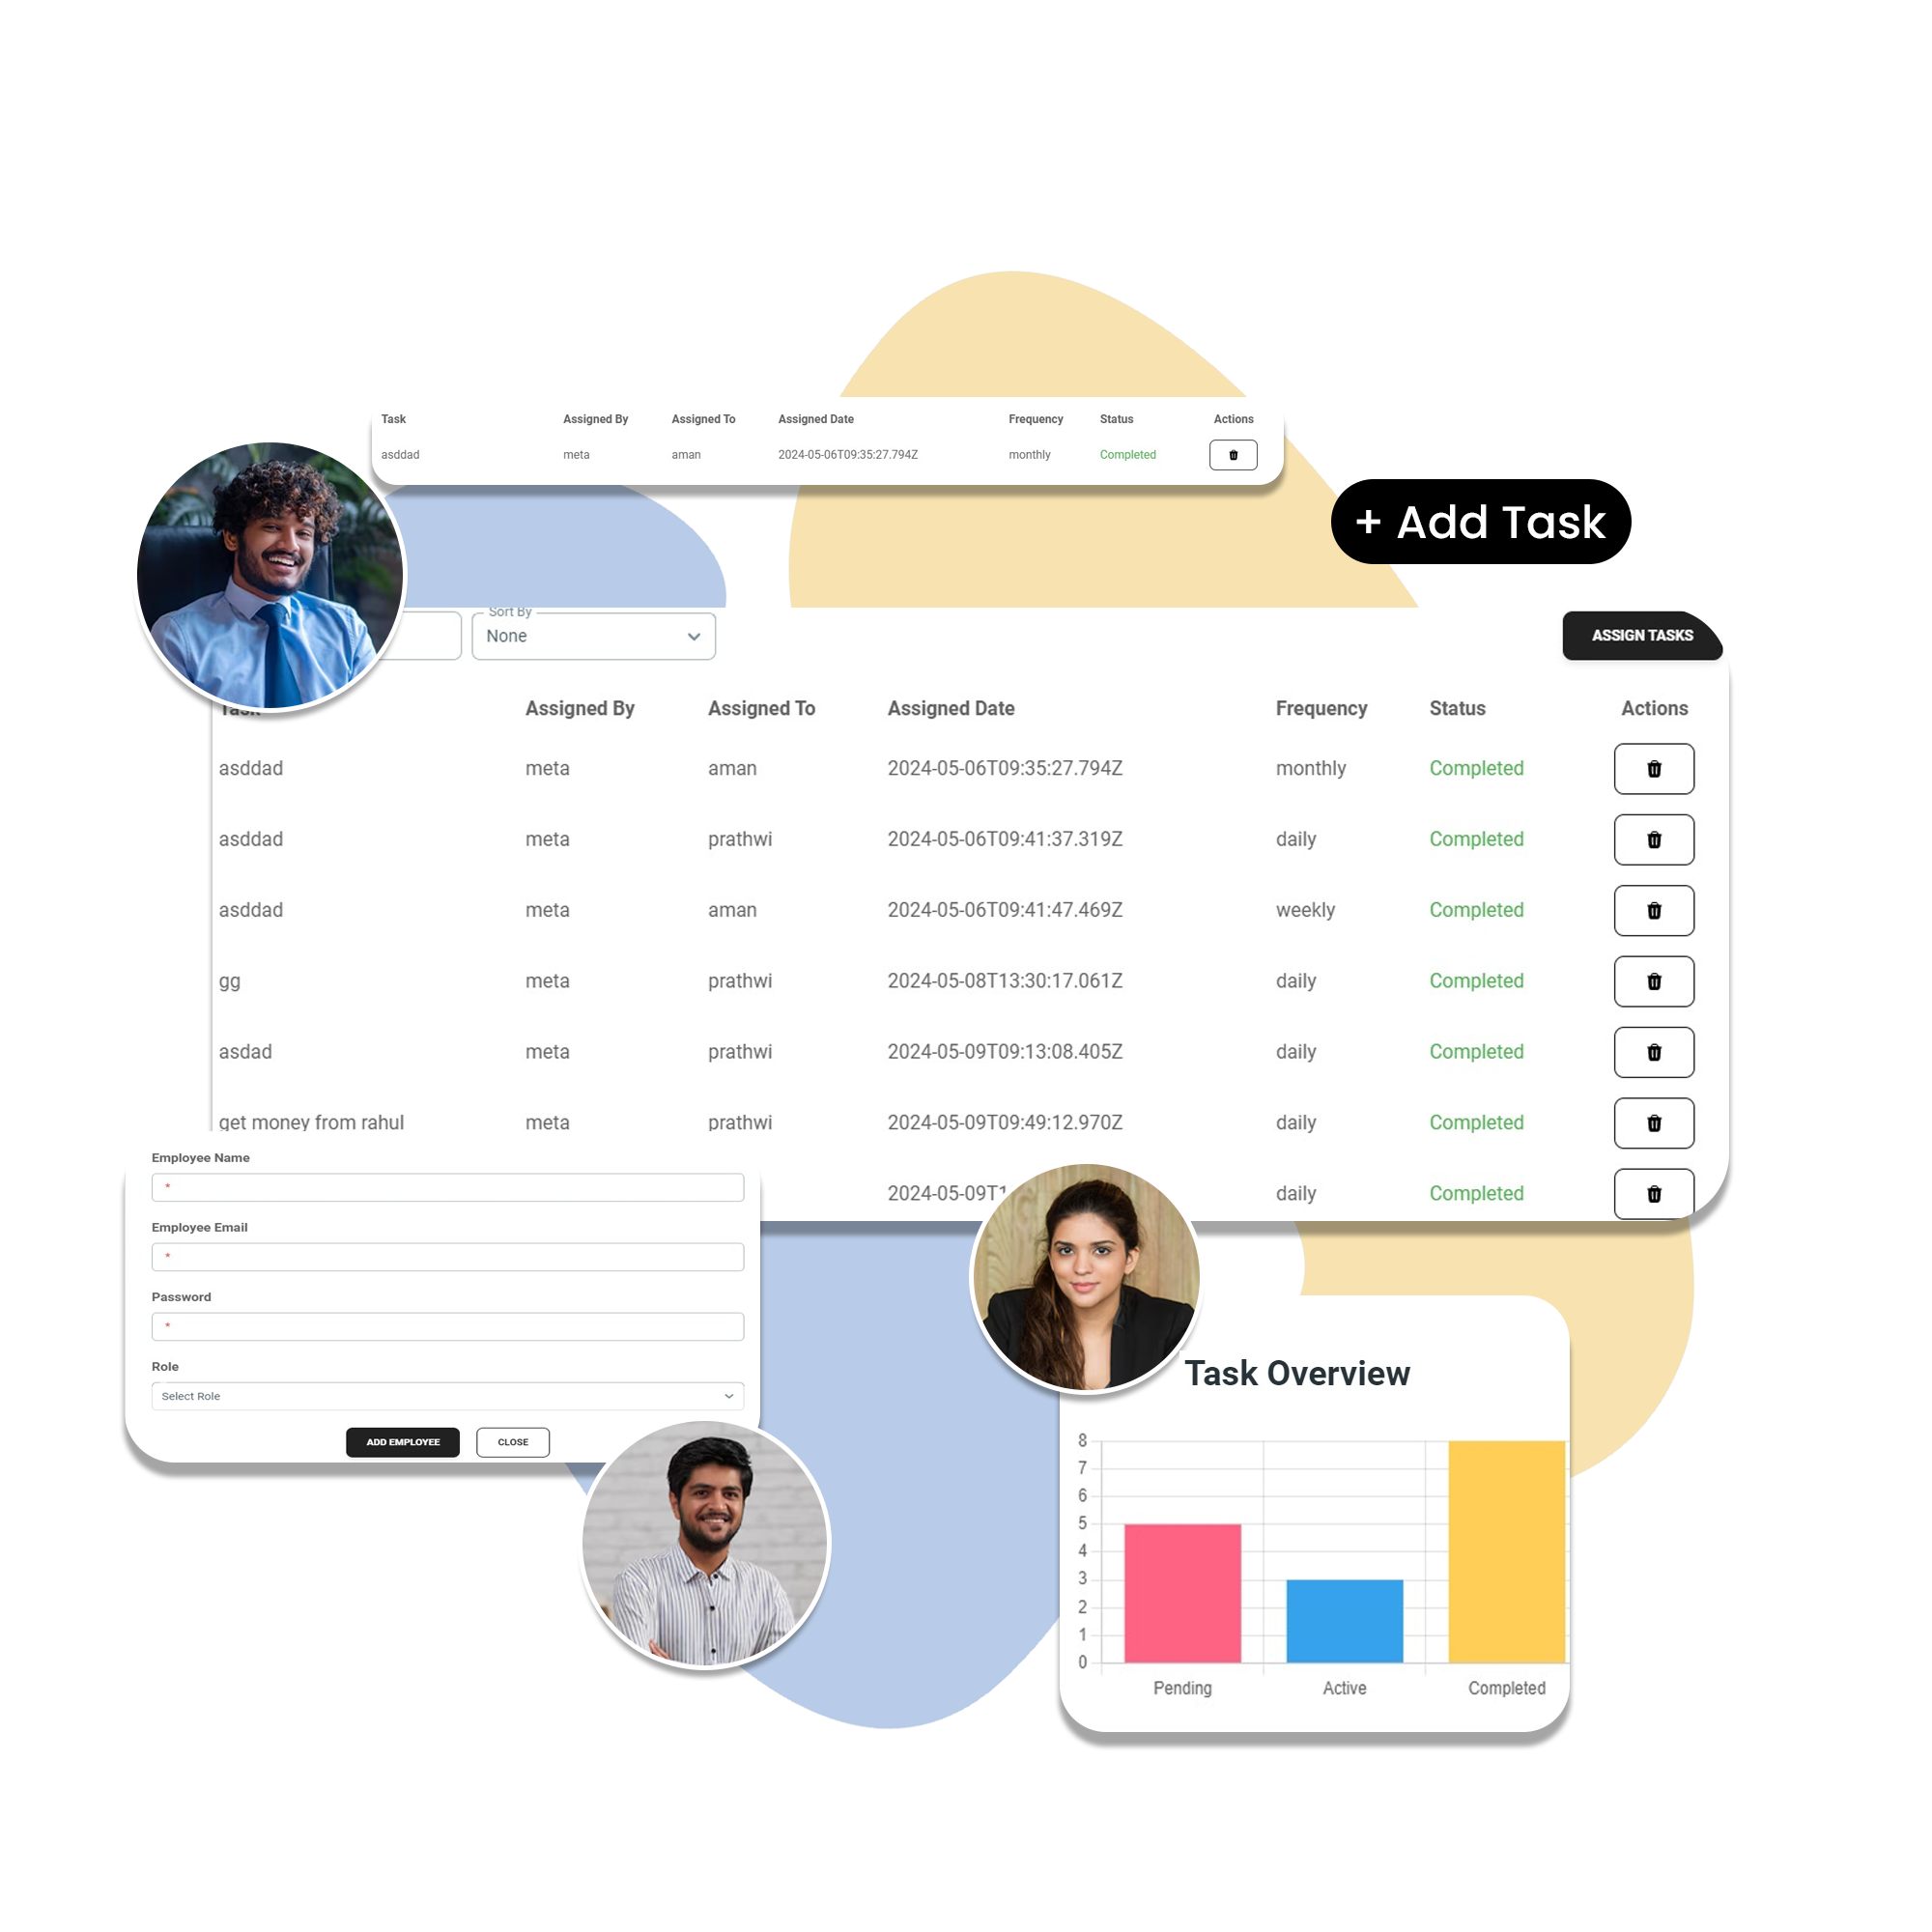 Task Assigned By Assigned To Assigned Date Frequency Status Actions
asddad meta aman 2024-05-06T09:35:27.794Z monthly Completed
+ Add Task
Sort By
None
ASSIGN TASKS
Task Assigned By Assigned To Assigned Date Frequency Status Actions
asddad meta aman 2024-05-06T09:35:27.794Z monthly Completed
asddad meta prathwi 2024-05-06T09:41:37.319Z daily Completed
asddad meta aman 2024-05-06T09:41:47.469Z weekly Completed
gg meta prathwi 2024-05-08T13:30:17.061Z daily Completed
asdad meta prathwi 2024-05-09T09:13:08.405Z daily Completed
get money from rahul meta prathwi 2024-05-09T09:49:12.970Z daily Completed
2024-05-09T1 daily Completed
Employee Name
*
Employee Email
*
Password
*
Role
Select Role
ADD EMPLOYEE CLOSE
Task Overview
8
7
6
5
4
3
2
1
0
Pending Active Completed